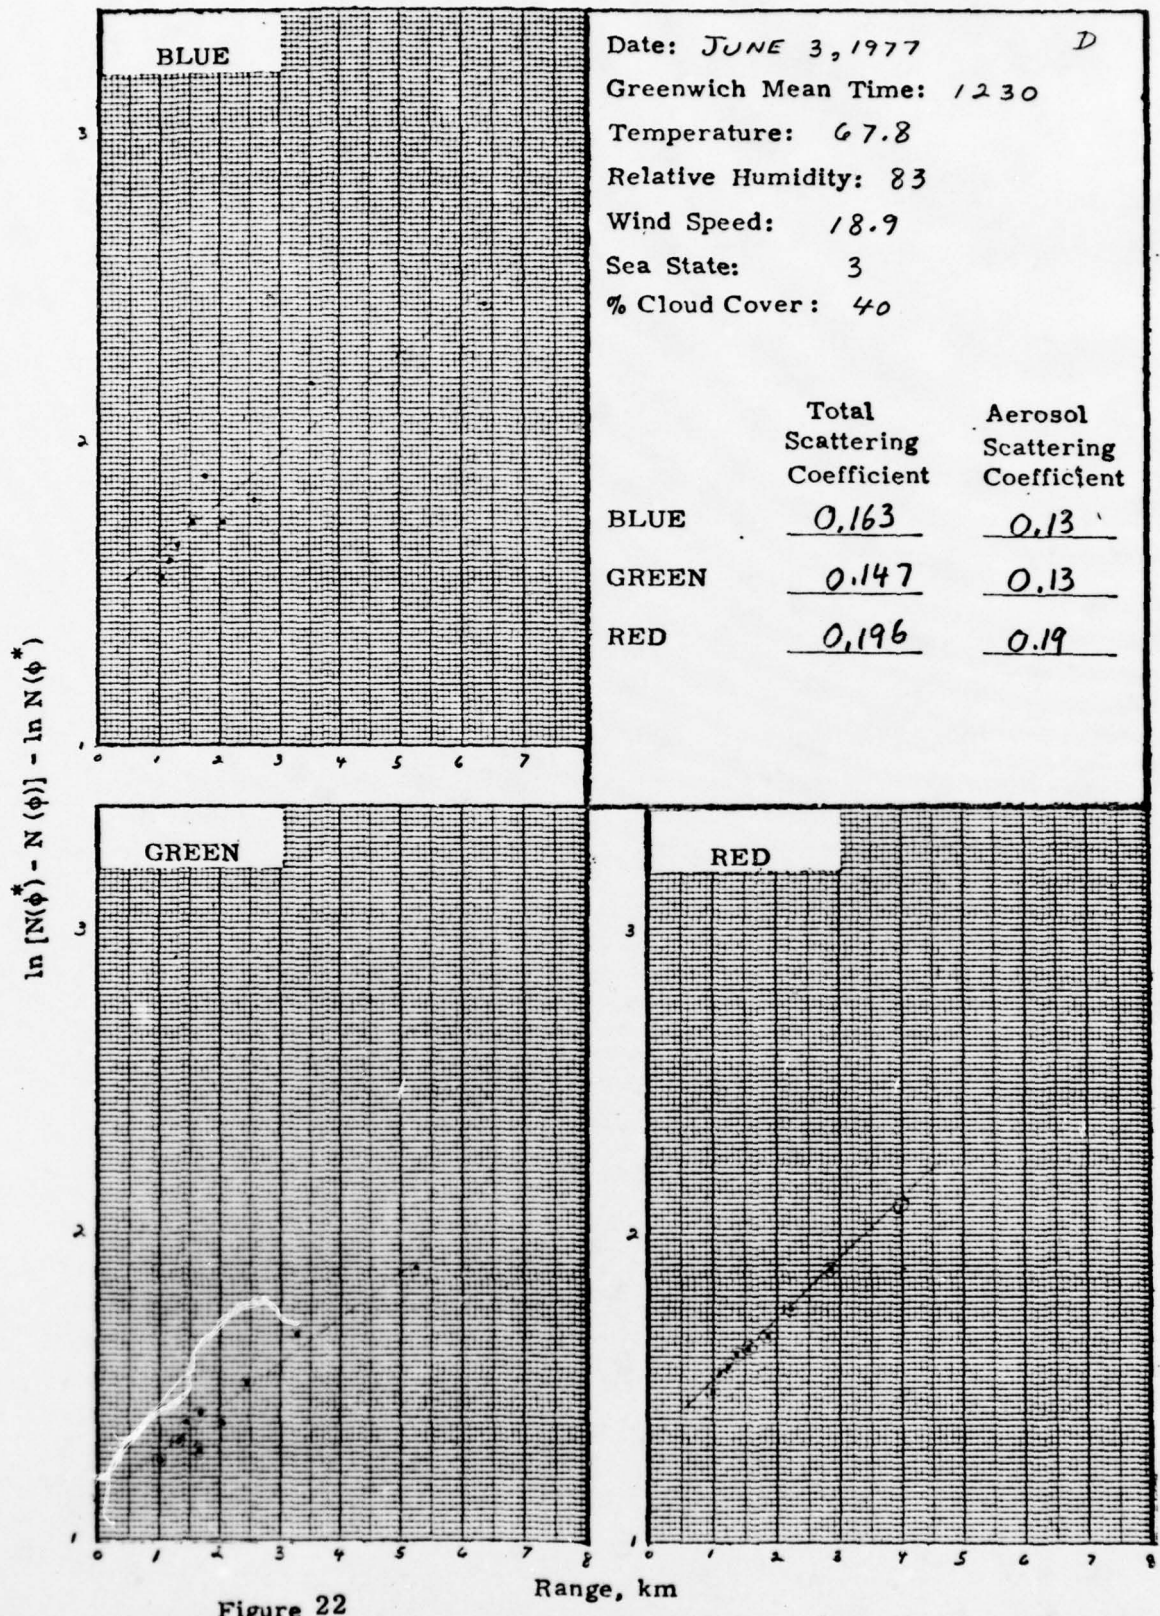 BLUE
3
2
1
0 1 2 3 4 5 6 7
Date: JUNE 3, 1977 D
Greenwich Mean Time: 1230
Temperature: 67.8
Relative Humidity: 83
Wind Speed: 18.9
Sea State: 3
% Cloud Cover: 40
Total Scattering Coefficient Aerosol Scattering Coefficient
BLUE 0.163 0.13
GREEN 0.147 0.13
RED 0.196 0.19
ln [N(φ*) - N (φ)] - ln N (φ*)
GREEN
3
2
1
0 1 2 3 4 5 6 7 8
RED
3
2
1
0 1 2 3 4 5 6 7 8
Range, km
Figure 22